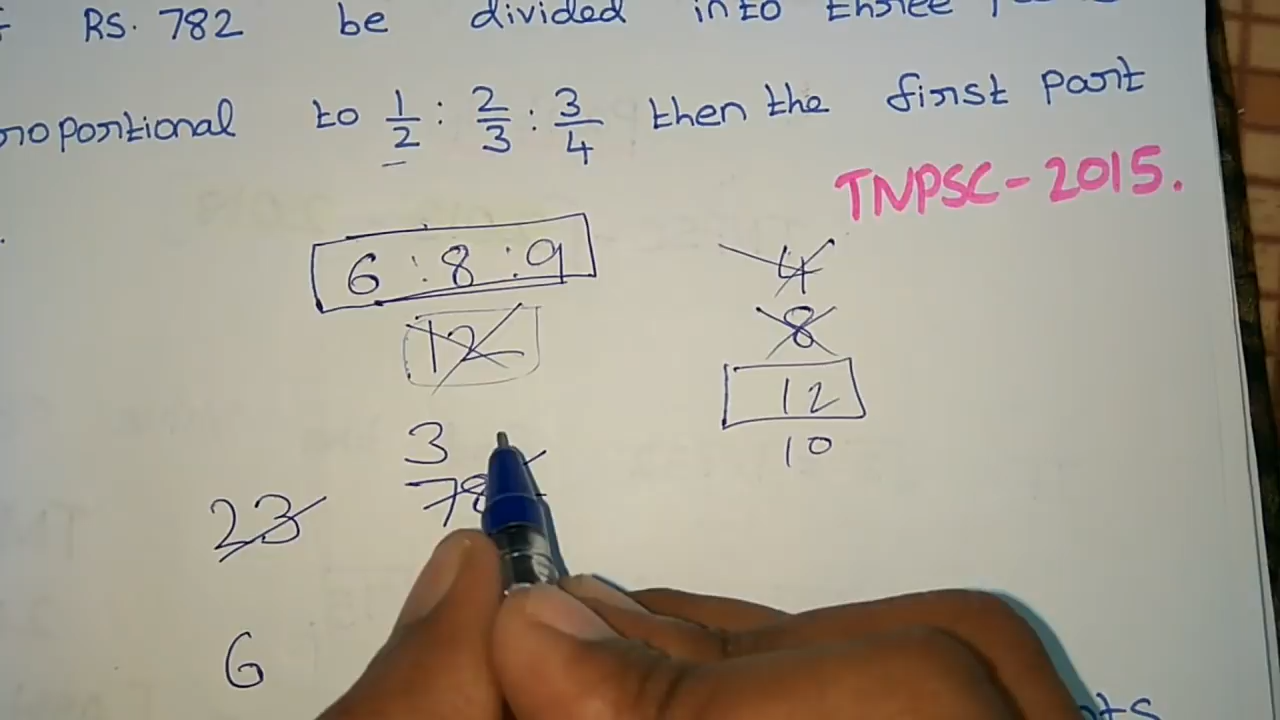 RS. 782 be divided into three
to 1/2 : 2/3 : 3/4 then the first part
TNPSC - 2015.
6 : 8 : 9
4
12
8
12
3
10
78
23
6